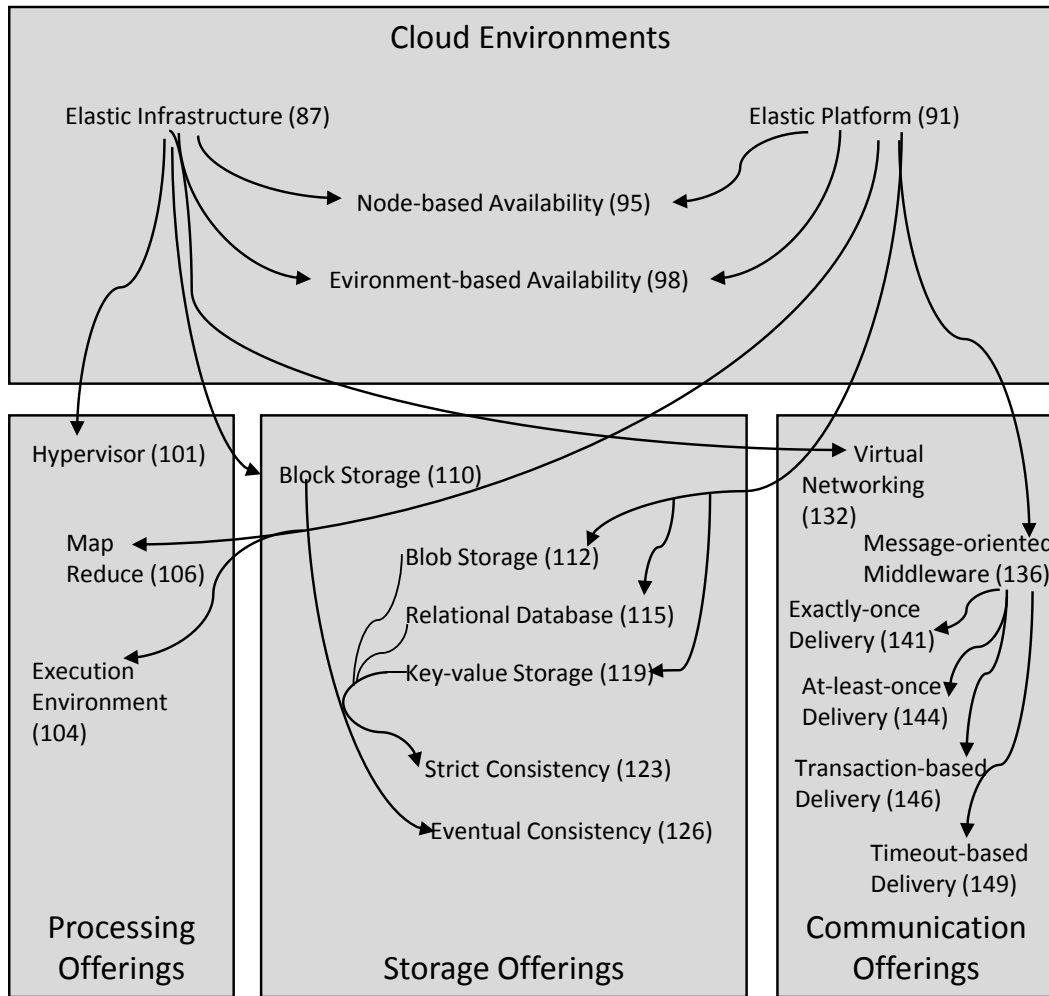 Cloud Environments
Elastic Infrastructure (87)
Elastic Platform (91)
Node-based Availability (95)
Evironment-based Availability (98)
Hypervisor (101)
Map
Reduce (106)
Execution
Environment
(104)
Processing
Offerings
Block Storage (110)
Blob Storage (112)
Relational Database (115)
Key-value Storage (119)
Strict Consistency (123)
Eventual Consistency (126)
Storage Offerings
Virtual
Networking
(132)
Message-oriented
Middleware (136)
Exactly-once
Delivery (141)
At-least-once
Delivery (144)
Transaction-based
Delivery (146)
Timeout-based
Delivery (149)
Communication
Offerings